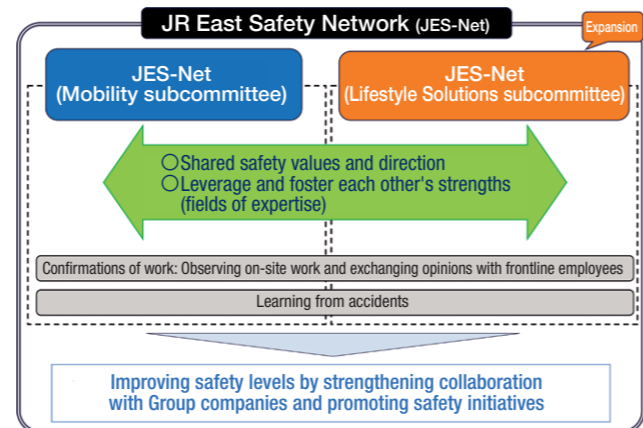 JR East Safety Network (JES-Net)
Expansion
JES-Net
(Mobility subcommittee)
JES-Net
(Lifestyle Solutions subcommittee)
○Shared safety values and direction
○Leverage and foster each other's strengths
(fields of expertise)
Confirmations of work: Observing on-site work and exchanging opinions with frontline employees
Learning from accidents
Improving safety levels by strengthening collaboration
with Group companies and promoting safety initiatives